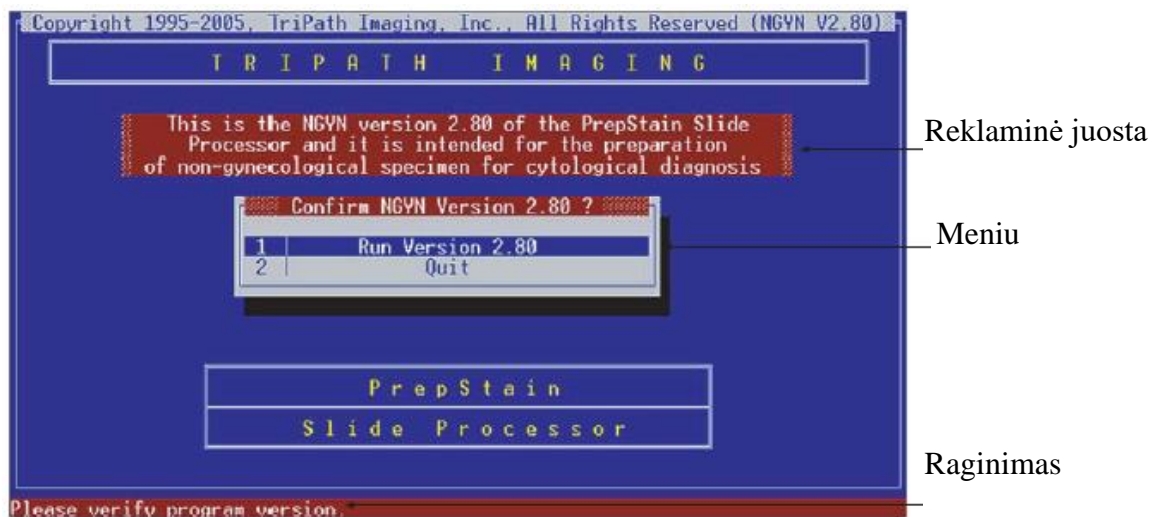 Copyright 1995-2005, TriPath Imaging, Inc., All Rights Reserved (NGYN V2.80)
T R I P A T H I M A G I N G
This is the NGYN version 2.80 of the PrepStain Slide
Processor and it is intended for the preparation
of non-gynecological specimen for cytological diagnosis
Reklaminė juosta
Confirm NGYN Version 2.80 ?
Meniu
1 Run Version 2.80
2 Quit
P r e p S t a i n
S l i d e P r o c e s s o r
Raginimas
Please verify program version.